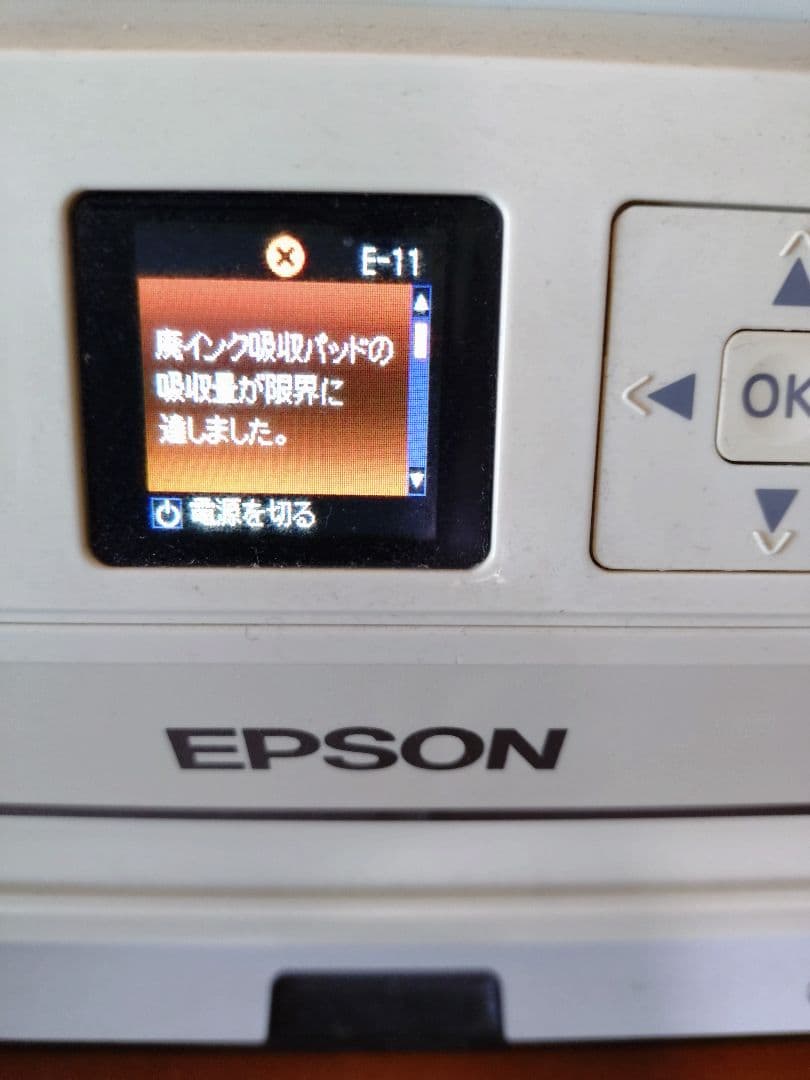 E-11
廃インク吸収パッドの
吸収量が限界に
達しました。
電源を切る
OK
EPSON